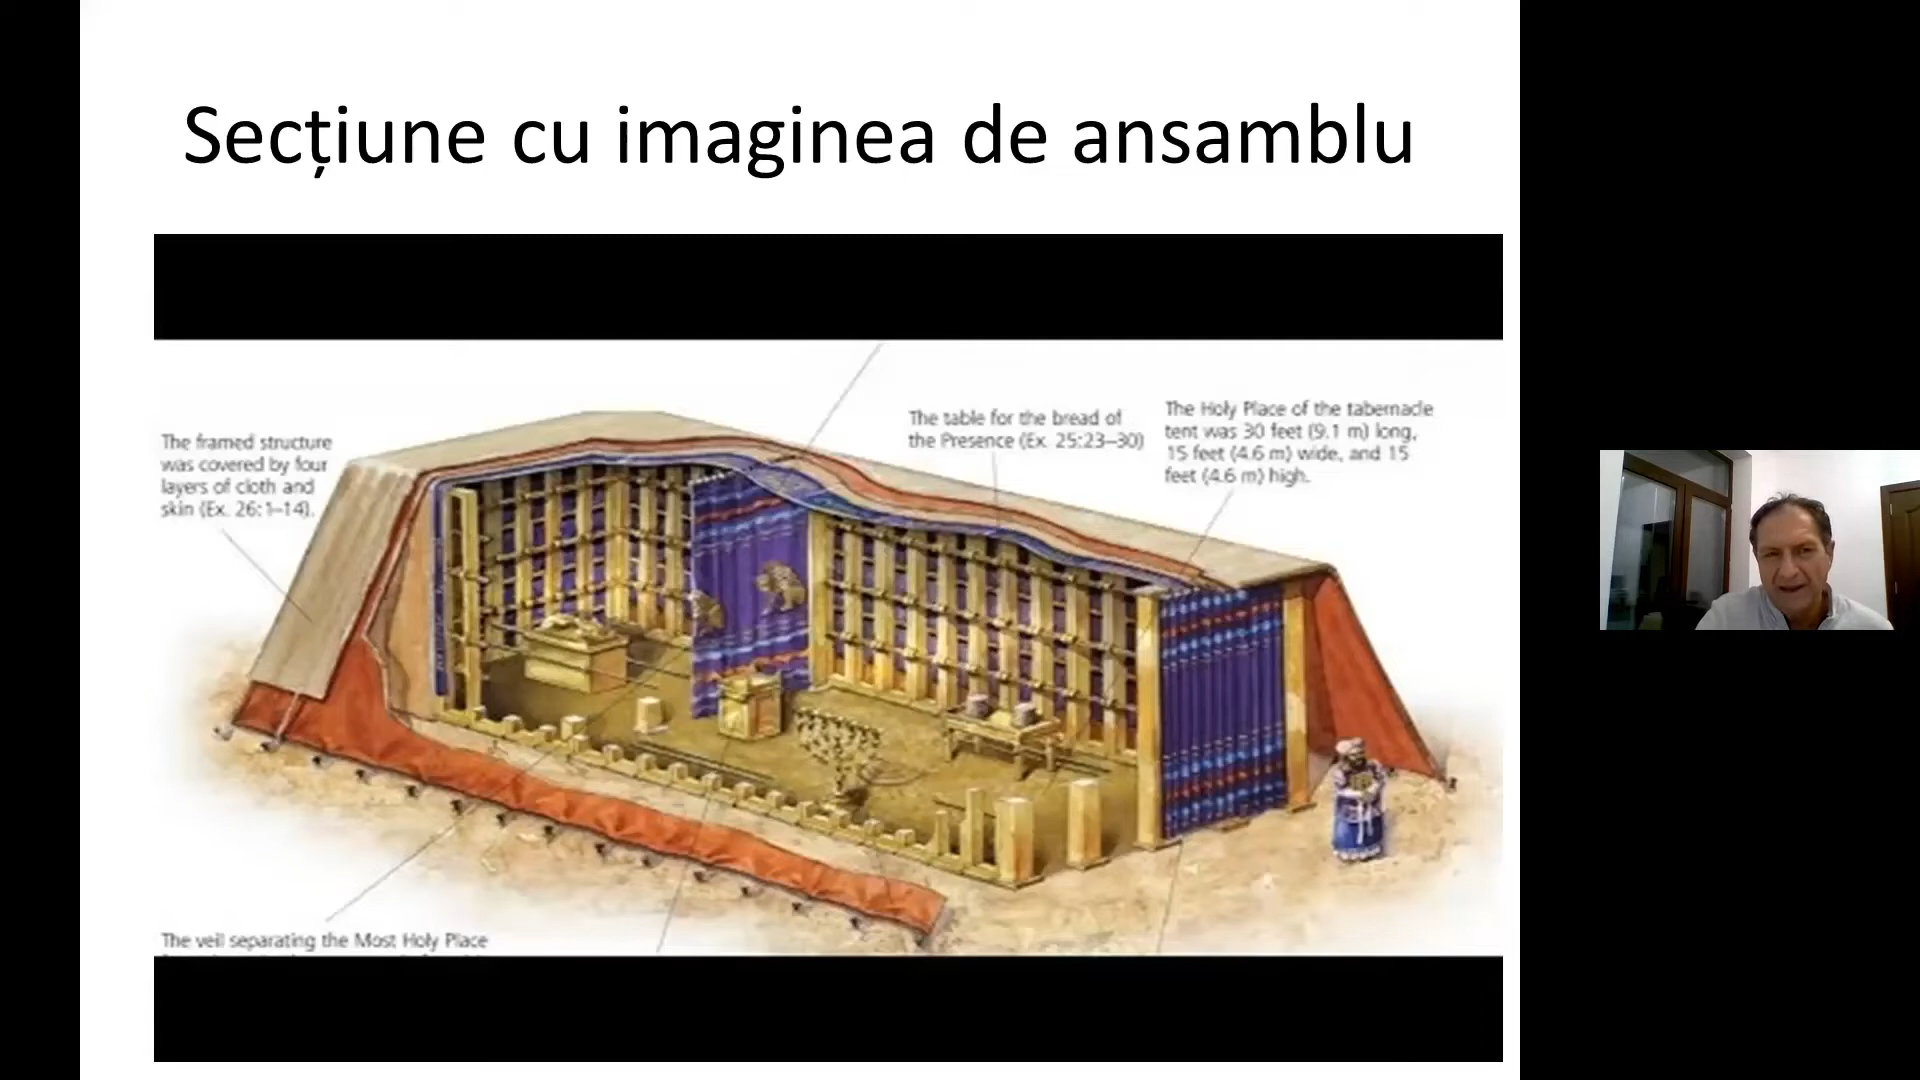 Secțiune cu imaginea de ansamblu
The framed structure
was covered by four
layers of cloth and
skin (Ex. 26:1–14).
The table for the bread of
the Presence (Ex. 25:23–30)
The Holy Place of the tabernacle
tent was 30 feet (9.1 m) long,
15 feet (4.6 m) wide, and 15
feet (4.6 m) high.
The veil separating the Most Holy Place